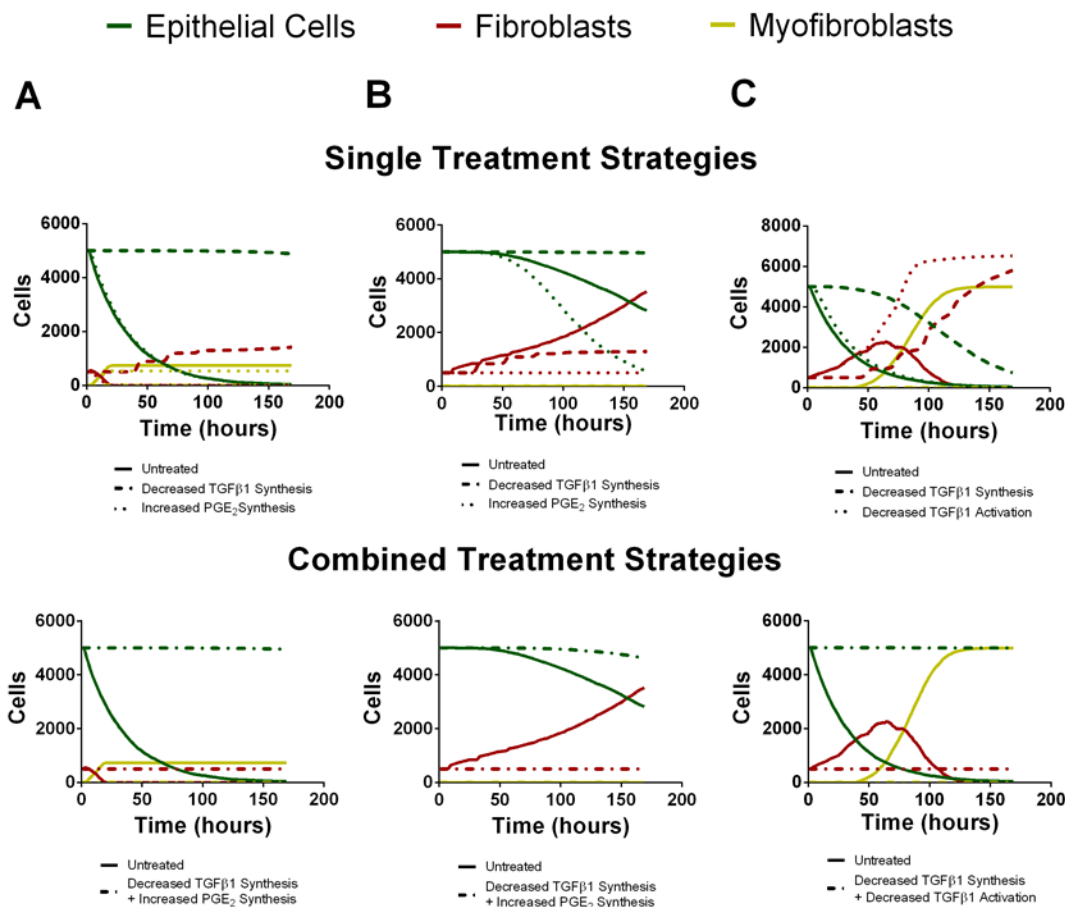 Epithelial Cells Fibroblasts Myofibroblasts
A B C
Single Treatment Strategies
6000
4000
2000
0
Cells
0 50 100 150 200
Time (hours)
Untreated
Decreased TGFβ1 Synthesis
Increased PGE₂Synthesis
6000
4000
2000
0
Cells
0 50 100 150 200
Time (hours)
Untreated
Decreased TGFβ1 Synthesis
Increased PGE₂ Synthesis
8000
6000
4000
2000
0
Cells
0 50 100 150 200
Time (hours)
Untreated
Decreased TGFβ1 Synthesis
Decreased TGFβ1 Activation
Combined Treatment Strategies
6000
4000
2000
0
Cells
0 50 100 150 200
Time (hours)
Untreated
Decreased TGFβ1 Synthesis
+ Increased PGE₂ Synthesis
6000
4000
2000
0
Cells
0 50 100 150 200
Time (hours)
Untreated
Decreased TGFβ1 Synthesis
+ Increased PGE₂ Synthesis
6000
4000
2000
0
Cells
0 50 100 150 200
Time (hours)
Untreated
Decreased TGFβ1 Synthesis
+ Decreased TGFβ1 Activation